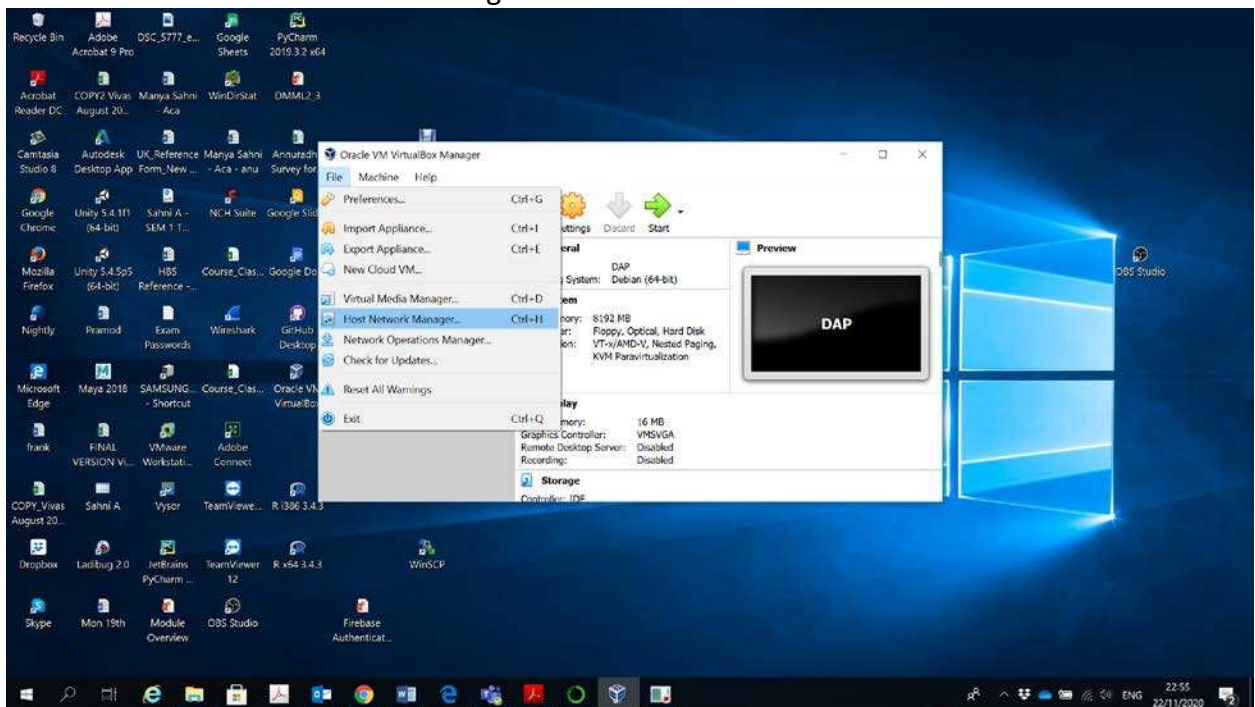 Recycle Bin
Adobe
Acrobat 9 Pro
DSC_5777_e...
Google
Sheets
PyCharm
2019.3.2 x64
Acrobat
Reader DC
COPY2 Vivas
August 20...
Manya Sahni
- Aca
WinDirStat
DMML2_3
Camtasia
Studio 8
Autodesk
Desktop App
UK_Reference
Form_New ...
Manya Sahni
- Aca - anu
Annuradh
Survey for
Google
Chrome
Unity 5.4.1f1
(64-bit)
Sahni A -
SEM 1 T...
NCH Suite
Google Slid
Mozilla
Firefox
Unity 5.4.5p5
(64-bit)
HBS
Reference -...
Course_Clas...
Google Do
Nightly
Pramod
Exam
Passwords
Wireshark
GitHub
Desktop
Microsoft
Edge
Maya 2018
SAMSUNG...
- Shortcut
Course_Clas...
Oracle VM
VirtualBox
frank
FINAL
VERSION Vi...
VMware
Workstati...
Adobe
Connect
COPY_Vivas
August 20...
Sahni A
Vysor
TeamViewe...
R i386 3.4.3
Dropbox
Ladibug 2.0
JetBrains
PyCharm ...
TeamViewer
12
R x64 3.4.3
WinSCP
Skype
Mon 19th
Module
Overview
OBS Studio
Firebase
Authenticat...
OBS Studio
Oracle VM VirtualBox Manager
File Machine Help
Preferences... Ctrl+G
Import Appliance... Ctrl+I
Export Appliance... Ctrl+E
New Cloud VM...
Virtual Media Manager... Ctrl+D
Host Network Manager... Ctrl+H
Network Operations Manager...
Check for Updates...
Reset All Warnings
Exit Ctrl+Q
ettings Discard Start
eral
DAP
System: Debian (64-bit)
em
ory: 8192 MB
er: Floppy, Optical, Hard Disk
on: VT-x/AMD-V, Nested Paging,
KVM Paravirtualization
Preview
DAP
lay
mory: 16 MB
Graphics Controller: VMSVGA
Remote Desktop Server: Disabled
Recording: Disabled
Storage
Controller: IDE
ENG
22:55
22/11/2020